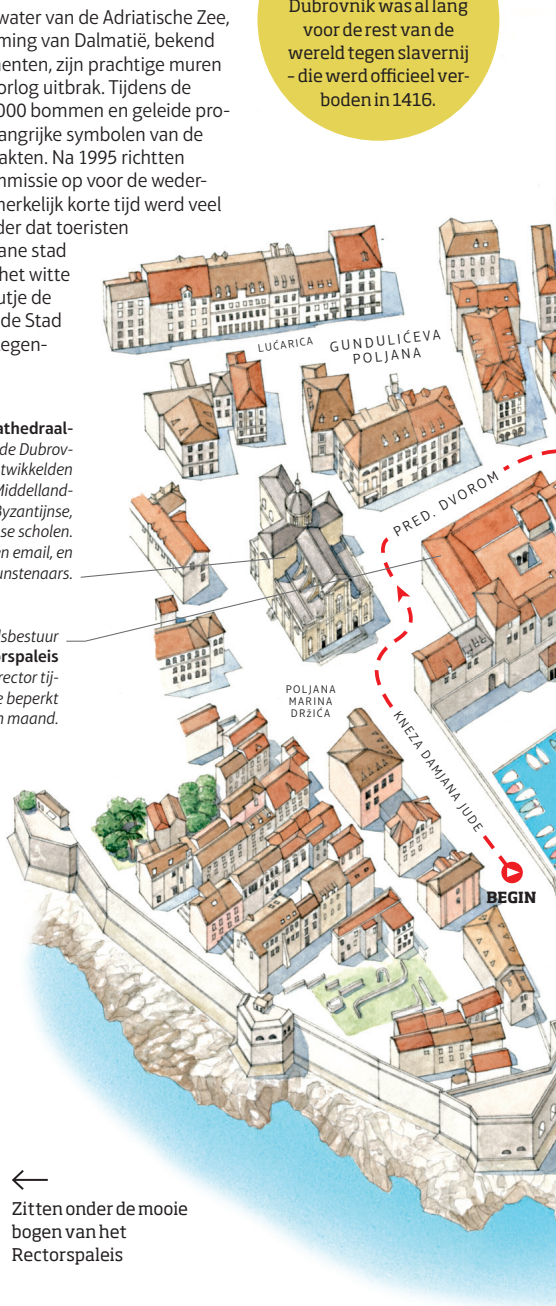 water van de Adriatische Zee,
ming van Dalmatië, bekend
menten, zijn prachtige muren
orlog uitbrak. Tijdens de
000 bommen en geleide pro-
angrijke symbolen van de
akten. Na 1995 richtten
mmissie op voor de weder-
merkelijk korte tijd werd veel
der dat toeristen
ane stad
het witte
utje de
de Stad
legen-
Dubrovnik was al lang
voor de rest van de
wereld tegen slavernij
– die werd officieel ver-
boden in 1416.
athedraal-
de Dubrov-
twikkelden
Middelland-
Byzantijnse,
se scholen.
en email, en
unstenaars.
dsbestuur
orspaleis
rector tij-
e beperkt
n maand.
LUČARICA
GUNDULIĆEVA
POLJANA
PRED. DVOROM
POLJANA
MARINA
DRŽIĆA
KNEZA DAMJANA JUDE
BEGIN
←
Zitten onder de mooie
bogen van het
Rectorspaleis